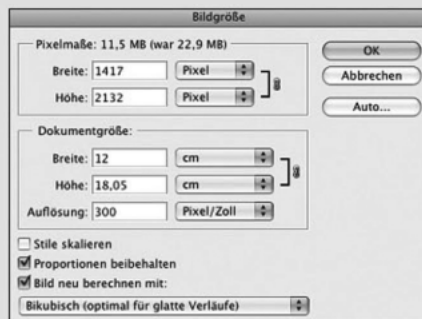 Bildgröße
Pixelmaße: 11,5 MB (war 22,9 MB)
Breite: 1417 Pixel
Höhe: 2132 Pixel
OK
Abbrechen
Auto...
Dokumentgröße:
Breite: 12 cm
Höhe: 18,05 cm
Auflösung: 300 Pixel/Zoll
Stile skalieren
Proportionen beibehalten
Bild neu berechnen mit:
Bikubisch (optimal für glatte Verläufe)